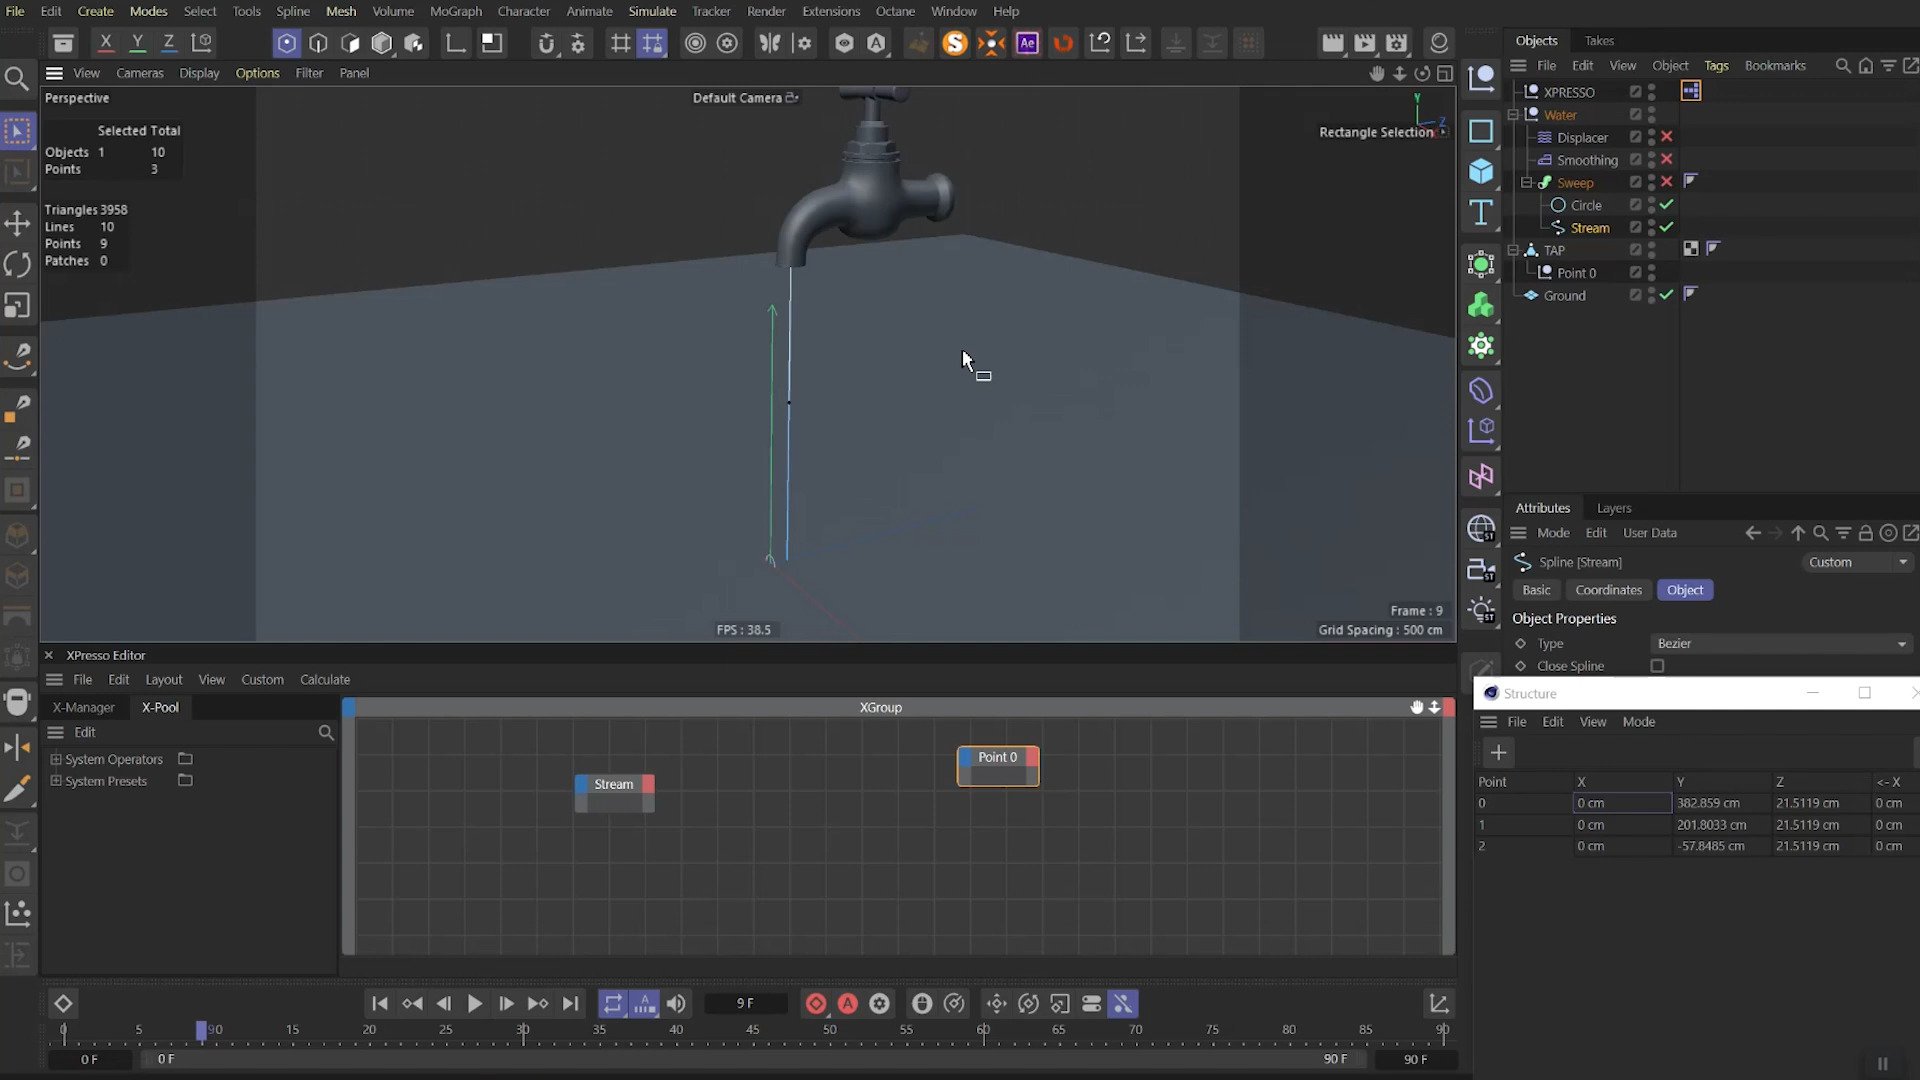 File Edit Create Modes Select Tools Spline Mesh Volume MoGraph Character Animate Simulate Tracker Render Extensions Octane Window Help
X Y Z
Ae
View Cameras Display Options Filter Panel
Perspective
Default Camera
Y
Z
Rectangle Selection
Selected Total
Objects 1 10
Points 3
Triangles 3958
Lines 10
Points 9
Patches 0
FPS : 38.5
Frame : 9
Grid Spacing : 500 cm
XPresso Editor
File Edit Layout View Custom Calculate
X-Manager X-Pool
Edit
System Operators
System Presets
XGroup
Stream
Point 0
9 F
0 5 90 15 20 25 30 35 40 45 50 55 60 65 70 75 80 85 90
0 F 0 F 90 F 90 F
Objects Takes
File Edit View Object Tags Bookmarks
XPRESSO
Water
Displacer
Smoothing
Sweep
Circle
Stream
TAP
Point 0
Ground
Attributes Layers
Mode Edit User Data
Spline [Stream]
Custom
Basic Coordinates Object
Object Properties
Type Bezier
Close Spline
Structure
File Edit View Mode
Point X Y Z <- X
0 0 cm 382.859 cm 21.5119 cm 0 cm
1 0 cm 201.8033 cm 21.5119 cm 0 cm
2 0 cm -57.8485 cm 21.5119 cm 0 cm